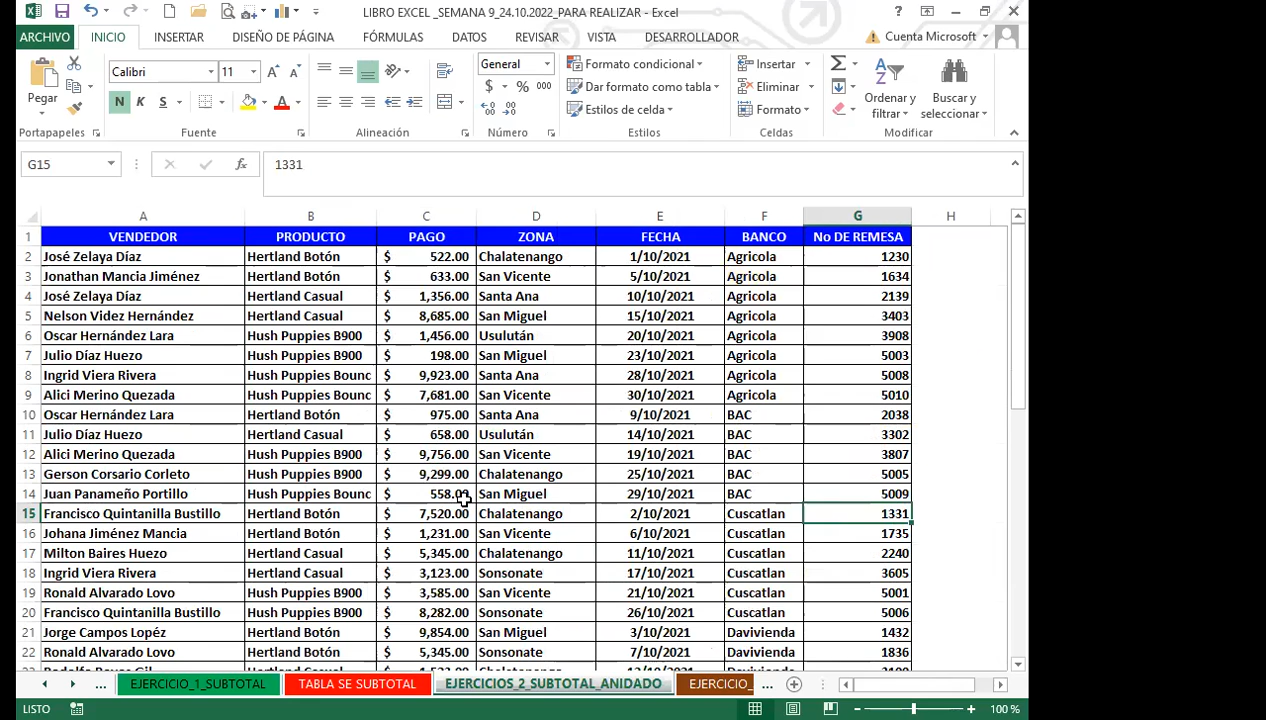 LIBRO EXCEL _SEMANA 9_24.10.2022_PARA REALIZAR - Excel
ARCHIVO INICIO INSERTAR DISEÑO DE PÁGINA FÓRMULAS DATOS REVISAR VISTA DESARROLLADOR Cuenta Microsoft
Calibri 11 General Formato condicional Insertar
Pegar N K S $ % 000 Dar formato como tabla Eliminar Ordenar y filtrar Buscar y seleccionar
Estilos de celda Formato
Portapapeles Fuente Alineación Número Estilos Celdas Modificar
G15 fx 1331
A B C D E F G H
1 VENDEDOR PRODUCTO PAGO ZONA FECHA BANCO No DE REMESA
2 José Zelaya Díaz Hertland Botón $ 522.00 Chalatenango 1/10/2021 Agricola 1230
3 Jonathan Mancia Jiménez Hertland Botón $ 633.00 San Vicente 5/10/2021 Agricola 1634
4 José Zelaya Díaz Hertland Casual $ 1,356.00 Santa Ana 10/10/2021 Agricola 2139
5 Nelson Videz Hernández Hertland Casual $ 8,685.00 San Miguel 15/10/2021 Agricola 3403
6 Oscar Hernández Lara Hush Puppies B900 $ 1,456.00 Usulután 20/10/2021 Agricola 3908
7 Julio Díaz Huezo Hush Puppies B900 $ 198.00 San Miguel 23/10/2021 Agricola 5003
8 Ingrid Viera Rivera Hush Puppies Bounc $ 9,923.00 Santa Ana 28/10/2021 Agricola 5008
9 Alici Merino Quezada Hush Puppies Bounc $ 7,681.00 San Vicente 30/10/2021 Agricola 5010
10 Oscar Hernández Lara Hertland Botón $ 975.00 Santa Ana 9/10/2021 BAC 2038
11 Julio Díaz Huezo Hertland Casual $ 658.00 Usulután 14/10/2021 BAC 3302
12 Alici Merino Quezada Hush Puppies B900 $ 9,756.00 San Vicente 19/10/2021 BAC 3807
13 Gerson Corsario Corleto Hush Puppies B900 $ 9,299.00 Chalatenango 25/10/2021 BAC 5005
14 Juan Panameño Portillo Hush Puppies Bounc $ 558.00 San Miguel 29/10/2021 BAC 5009
15 Francisco Quintanilla Bustillo Hertland Botón $ 7,520.00 Chalatenango 2/10/2021 Cuscatlan 1331
16 Johana Jiménez Mancia Hertland Botón $ 1,231.00 San Vicente 6/10/2021 Cuscatlan 1735
17 Milton Baires Huezo Hertland Casual $ 5,345.00 Chalatenango 11/10/2021 Cuscatlan 2240
18 Ingrid Viera Rivera Hertland Casual $ 3,123.00 Sonsonate 17/10/2021 Cuscatlan 3605
19 Ronald Alvarado Lovo Hush Puppies B900 $ 3,585.00 San Vicente 21/10/2021 Cuscatlan 5001
20 Francisco Quintanilla Bustillo Hush Puppies B900 $ 8,282.00 Sonsonate 26/10/2021 Cuscatlan 5006
21 Jorge Campos Lopéz Hertland Botón $ 9,854.00 San Miguel 3/10/2021 Davivienda 1432
22 Ronald Alvarado Lovo Hertland Botón $ 5,345.00 Sonsonate 7/10/2021 Davivienda 1836
... EJERCICIO_1_SUBTOTAL TABLA SE SUBTOTAL EJERCICIOS_2_SUBTOTAL_ANIDADO EJERCICIO_ ...
LISTO 100 %